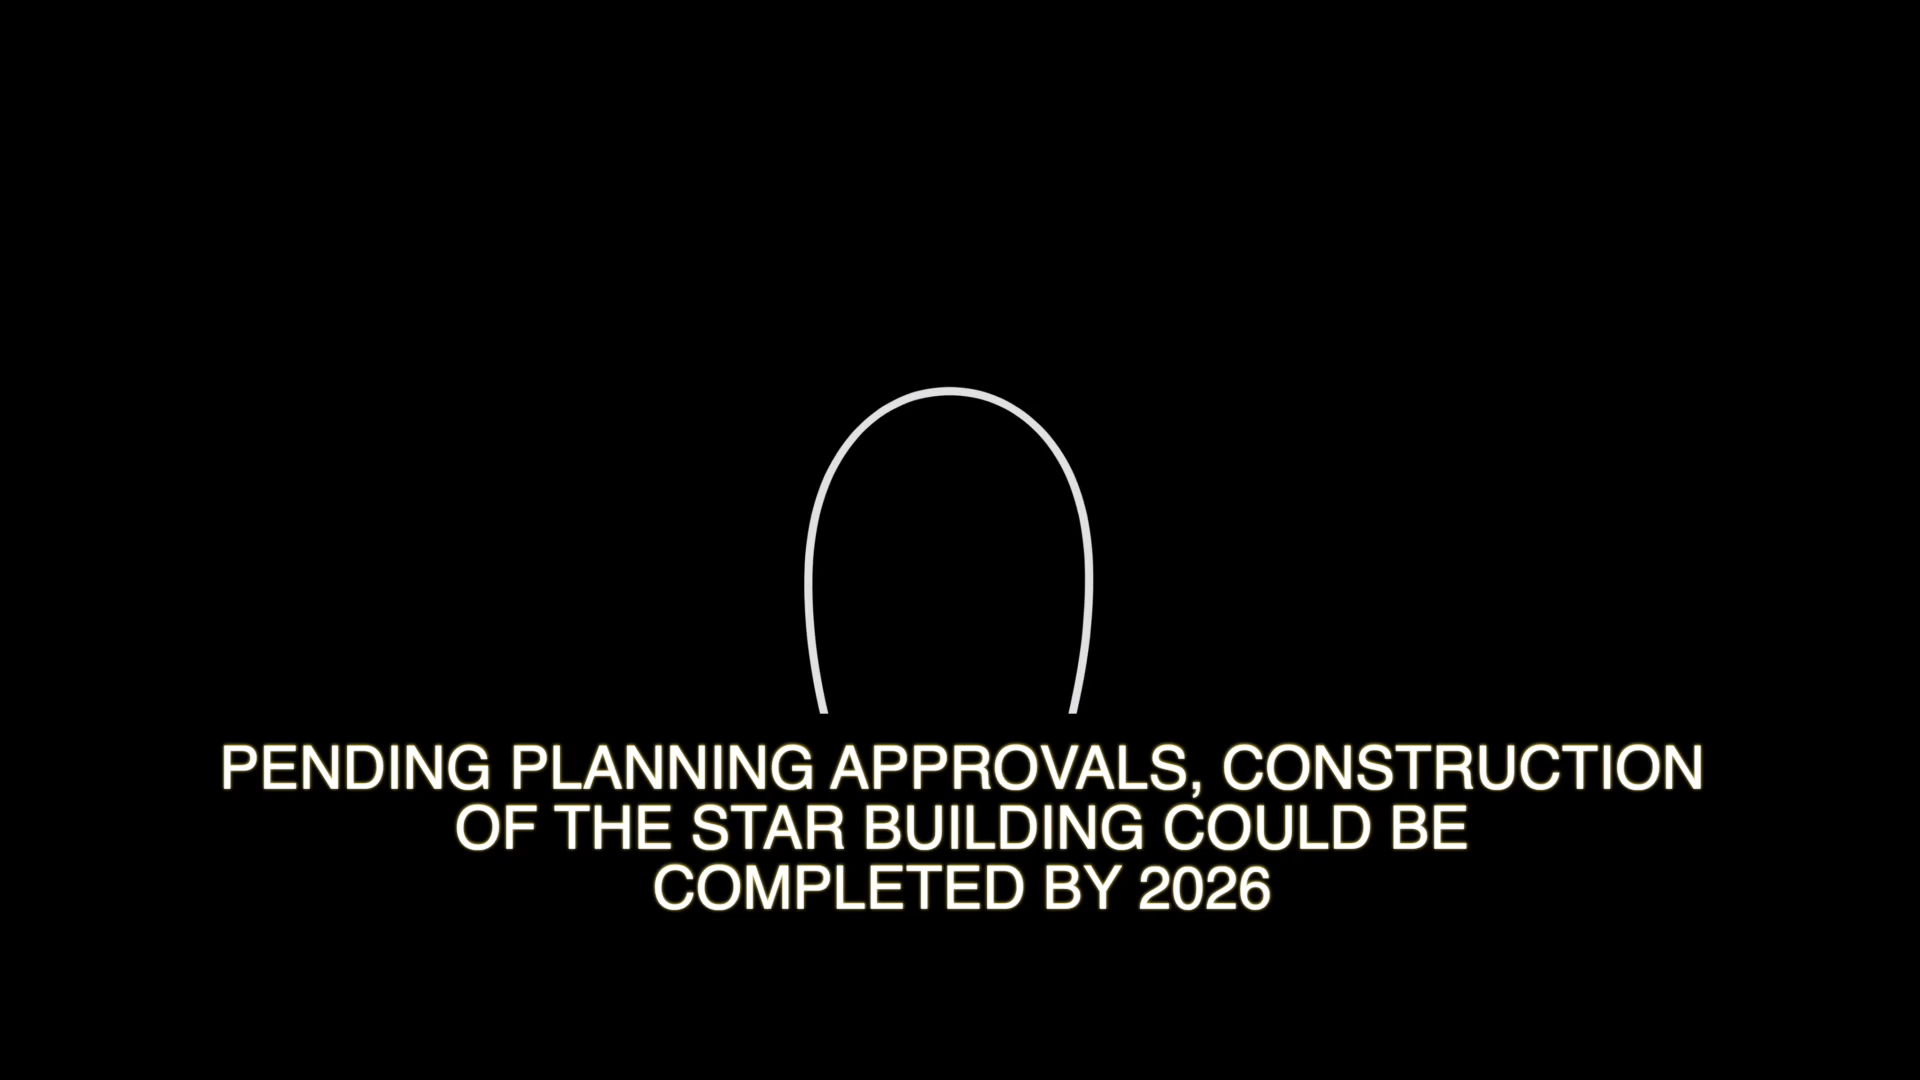 PENDING PLANNING APPROVALS, CONSTRUCTION
OF THE STAR BUILDING COULD BE
COMPLETED BY 2026